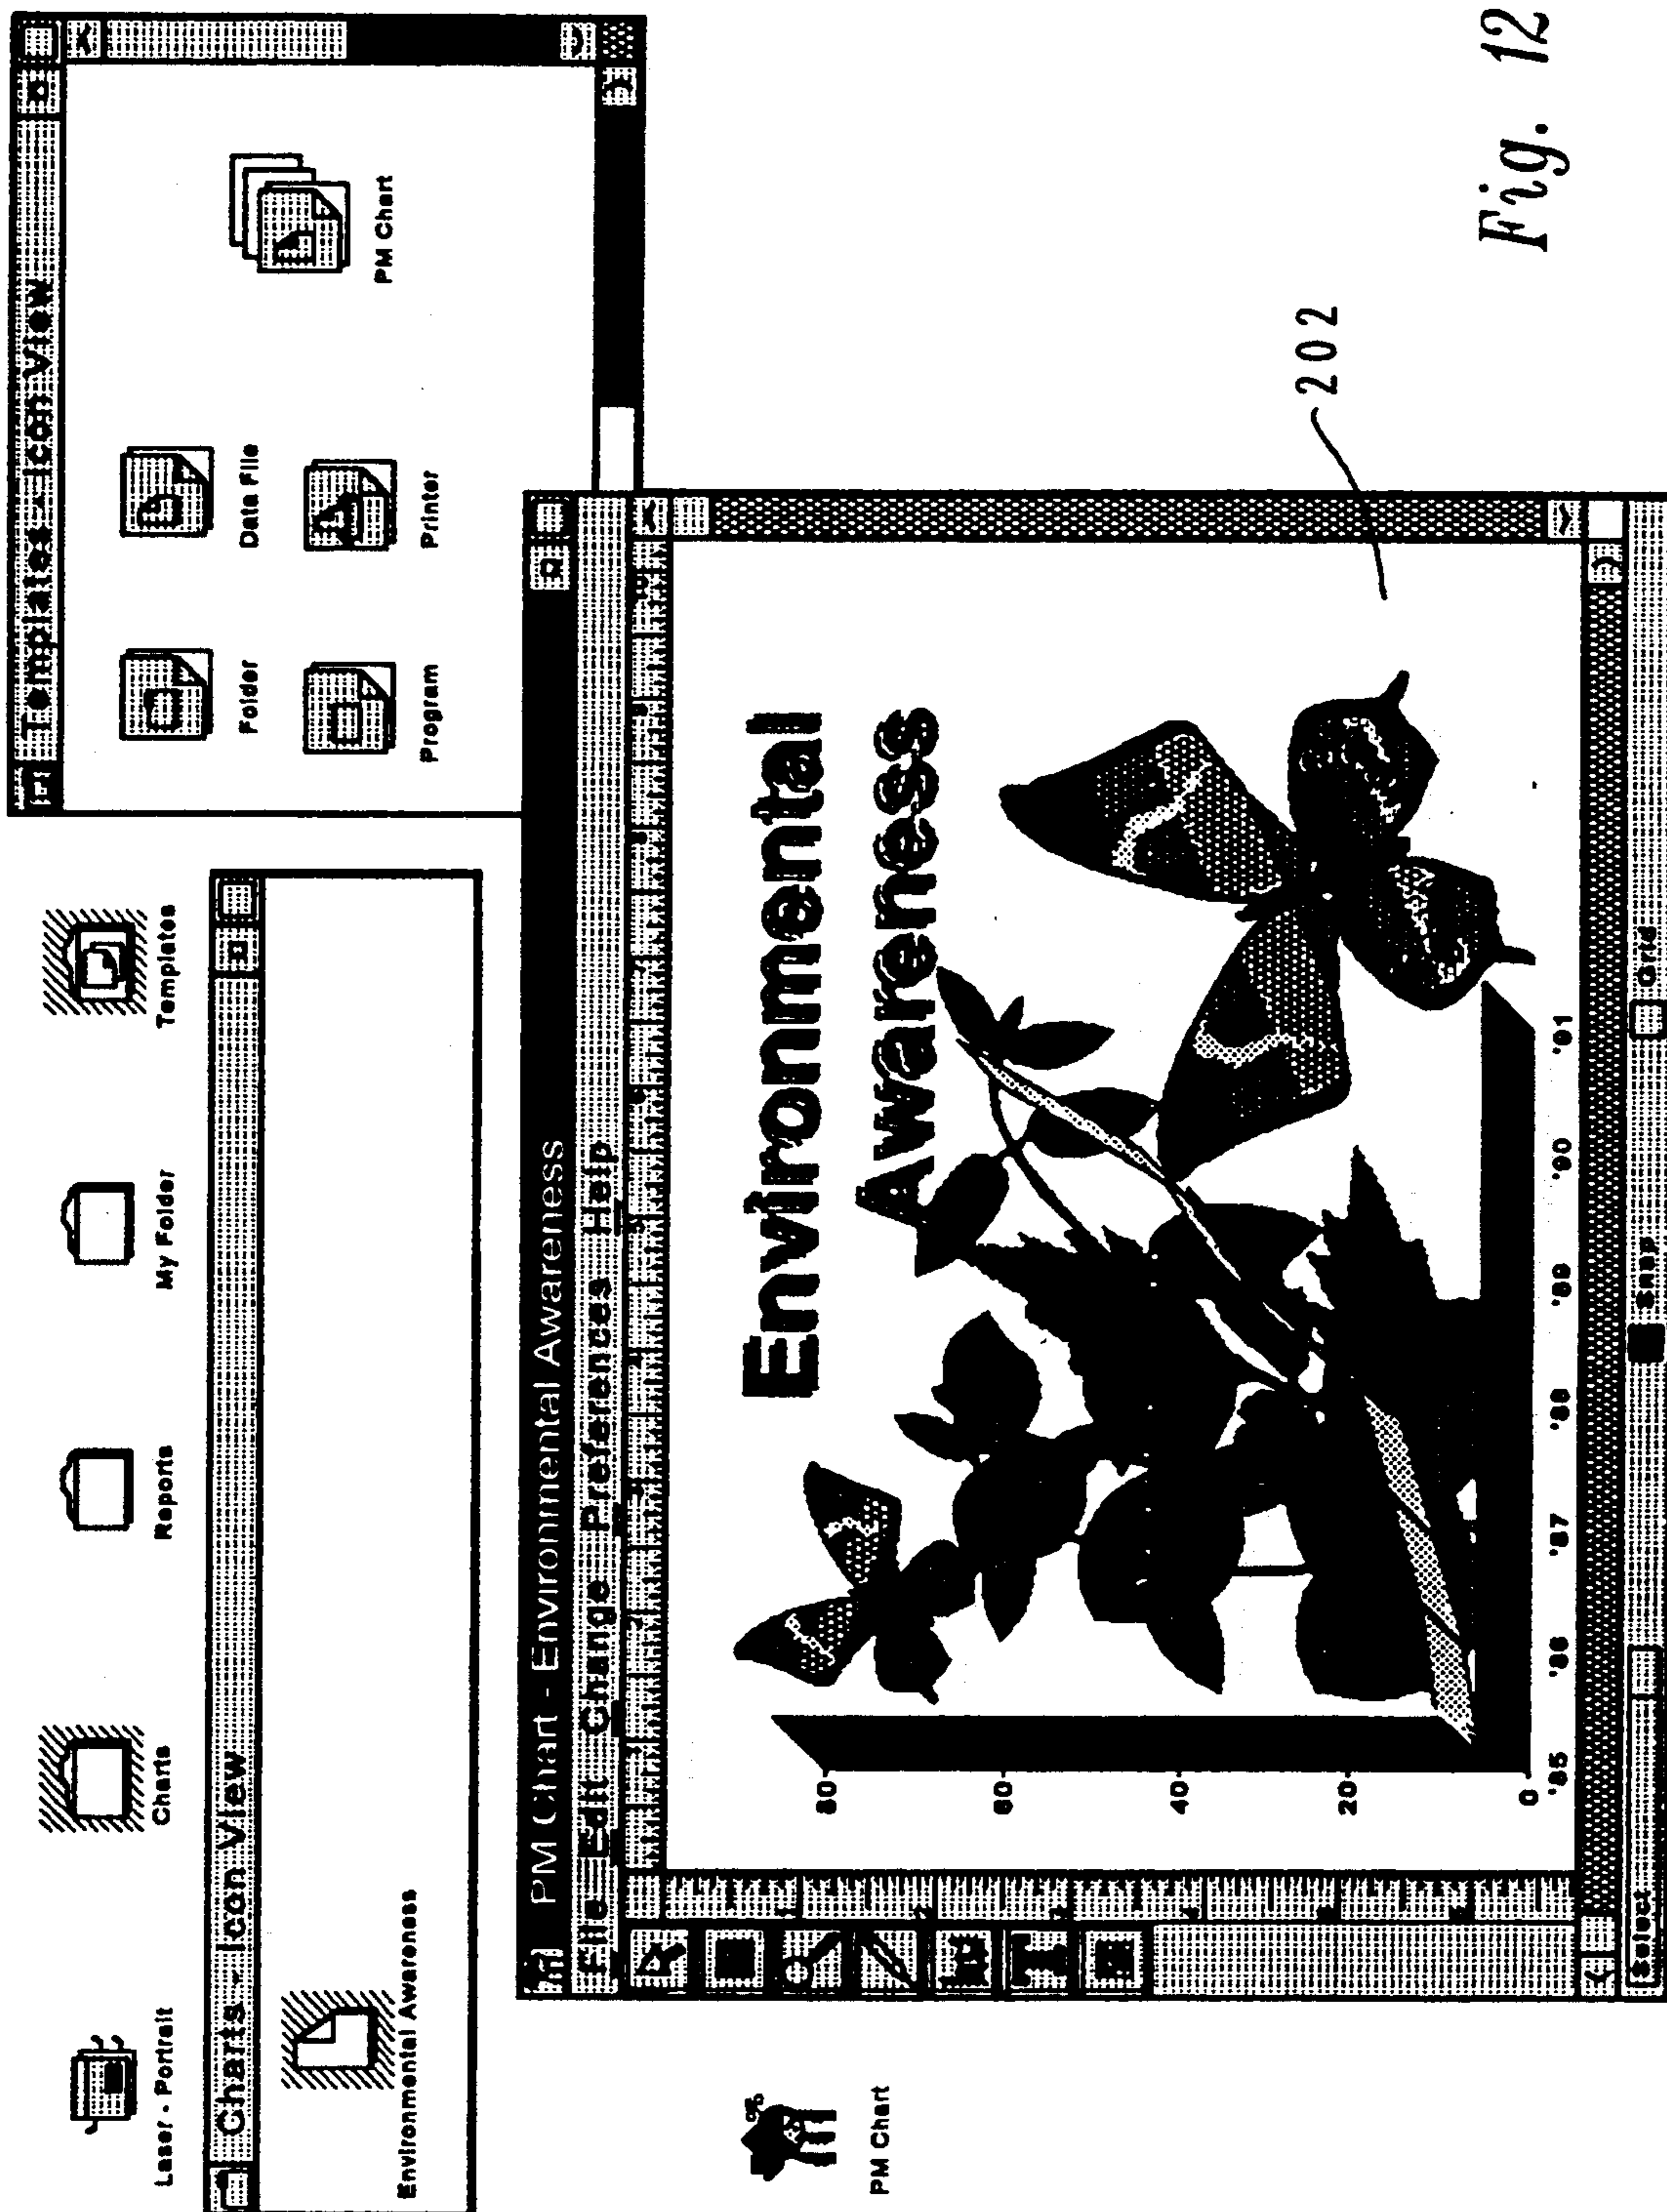 Laser - Portrait
Charts
Reports
My Folder
Templates
Templates - Icon View
Folder
Data File
Program
Printer
PM Chart
Charts - Icon View
Environmental Awareness
PM Chart - Environmental Awareness
File Edit Change Preferences Help
Environmental
Awareness
80
60
40
20
0
'85 '86 '87 '88 '89 '90 '91
Select Snap Grid
PM Chart
202
Fig. 12